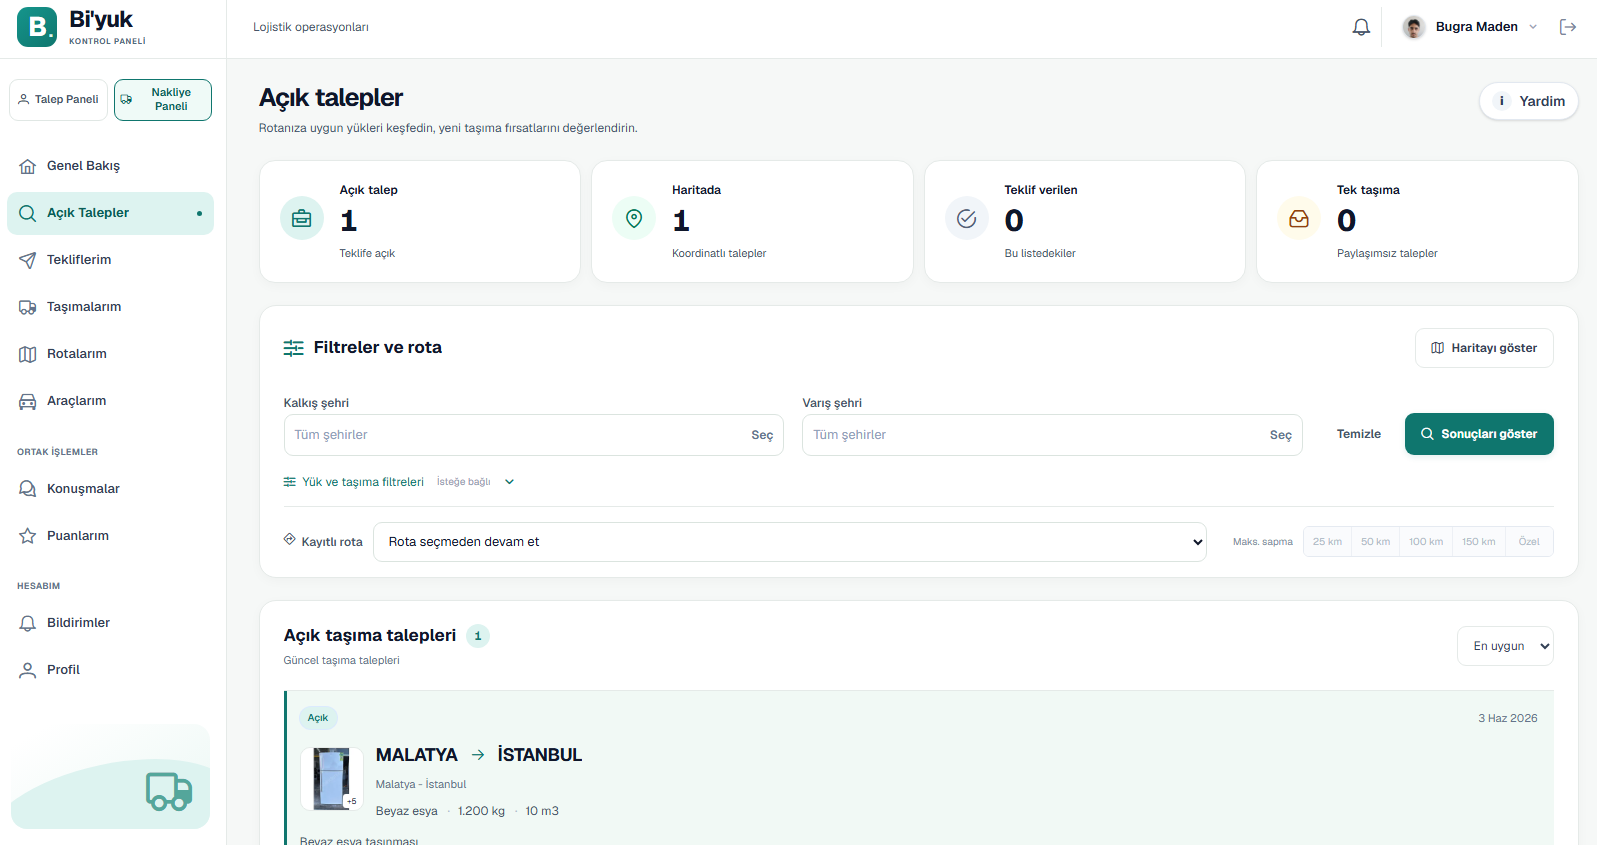 B.
Bi'yuk
KONTROL PANELİ
Lojistik operasyonları
Bugra Maden
Talep Paneli
Nakliye
Paneli
Genel Bakış
Açık Talepler
Tekliflerim
Taşımalarım
Rotalarım
Araçlarım
ORTAK İŞLEMLER
Konuşmalar
Puanlarım
HESABIM
Bildirimler
Profil
Açık talepler
Rotanıza uygun yükleri keşfedin, yeni taşıma fırsatlarını değerlendirin.
i Yardim
Açık talep
1
Teklife açık
Haritada
1
Koordinatlı talepler
Teklif verilen
0
Bu listedekiler
Tek taşıma
0
Paylaşımsız talepler
Filtreler ve rota
Haritayı göster
Kalkış şehri
Tüm şehirler Seç
Varış şehri
Tüm şehirler Seç
Temizle
Sonuçları göster
Yük ve taşıma filtreleri İsteğe bağlı
Kayıtlı rota
Rota seçmeden devam et
Maks. sapma 25 km 50 km 100 km 150 km Özel
Açık taşıma talepleri 1
Güncel taşıma talepleri
En uygun
Açık
3 Haz 2026
+5
MALATYA → İSTANBUL
Malatya - İstanbul
Beyaz esya · 1.200 kg · 10 m3
Beyaz esya taşınması